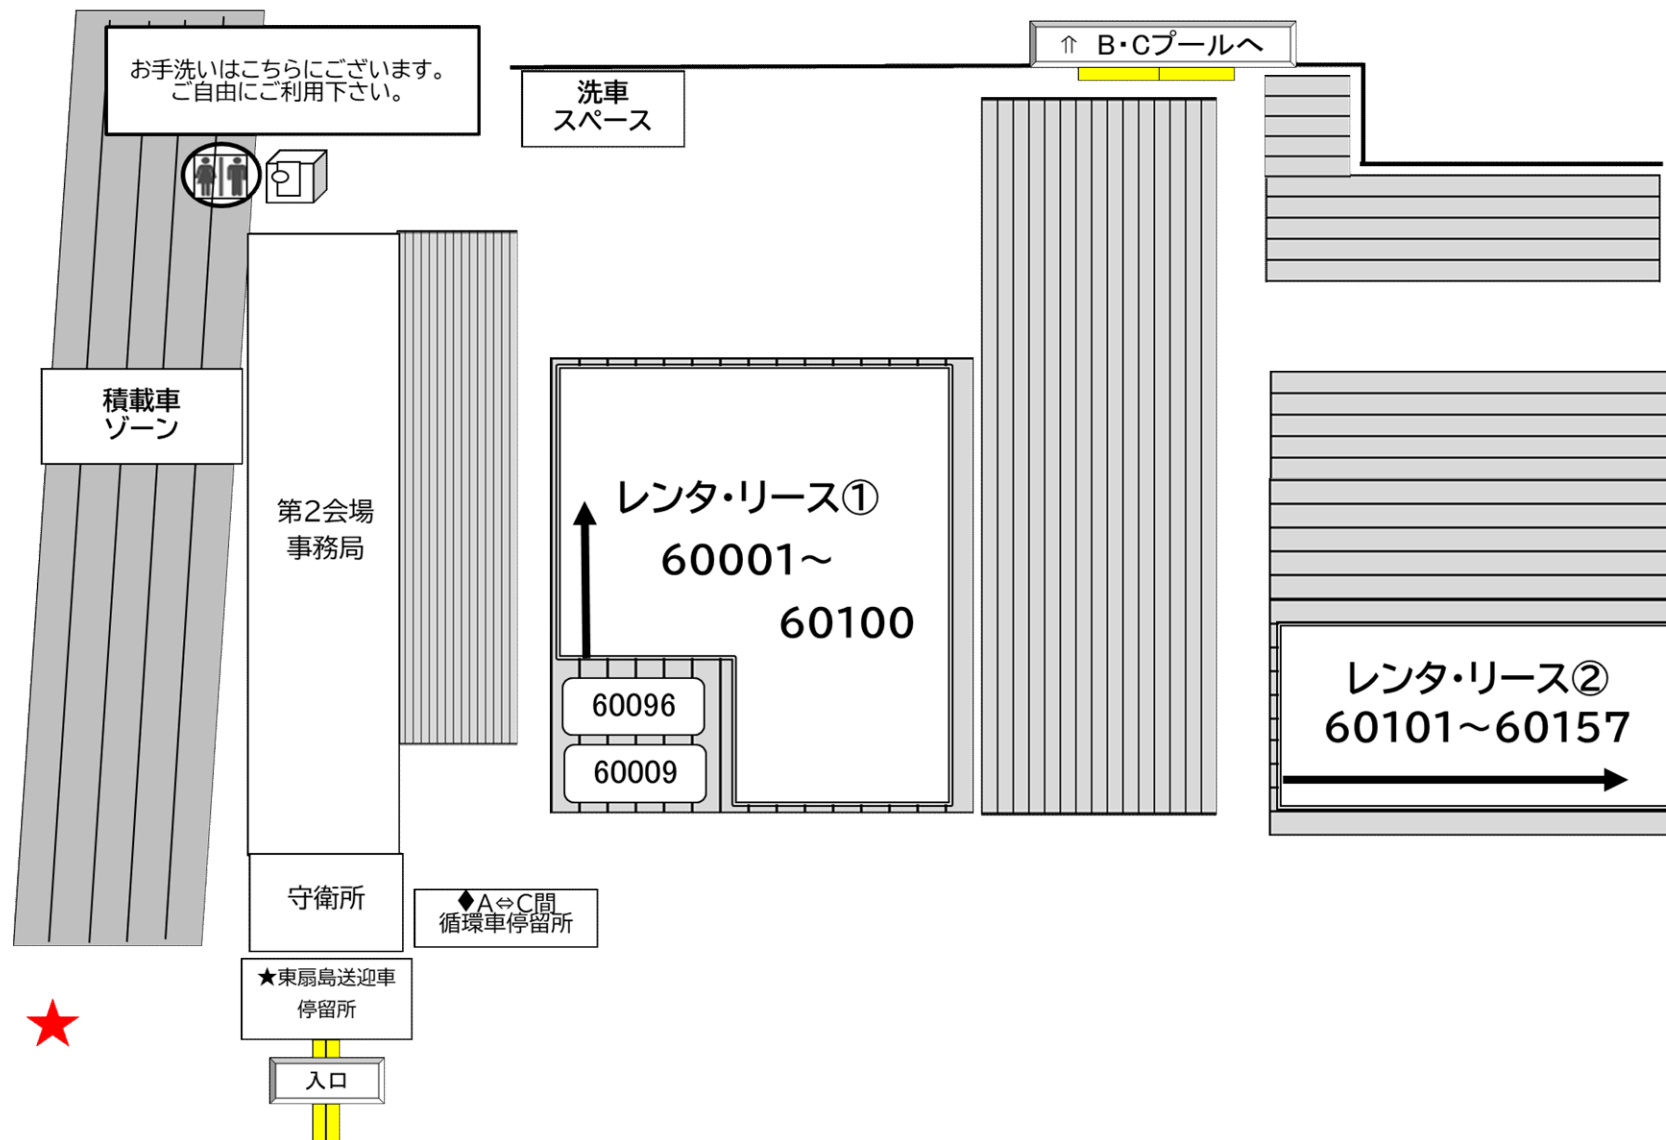 お手洗いはこちらにございます。
ご自由にご利用下さい。
洗車
スペース
⇑ B・Cプールへ
積載車
ゾーン
第2会場
事務局
レンタ・リース①
60001～
60100
60096
60009
レンタ・リース②
60101～60157
守衛所
♦A⇔C間
循環車停留所
★東扇島送迎車
停留所
入口